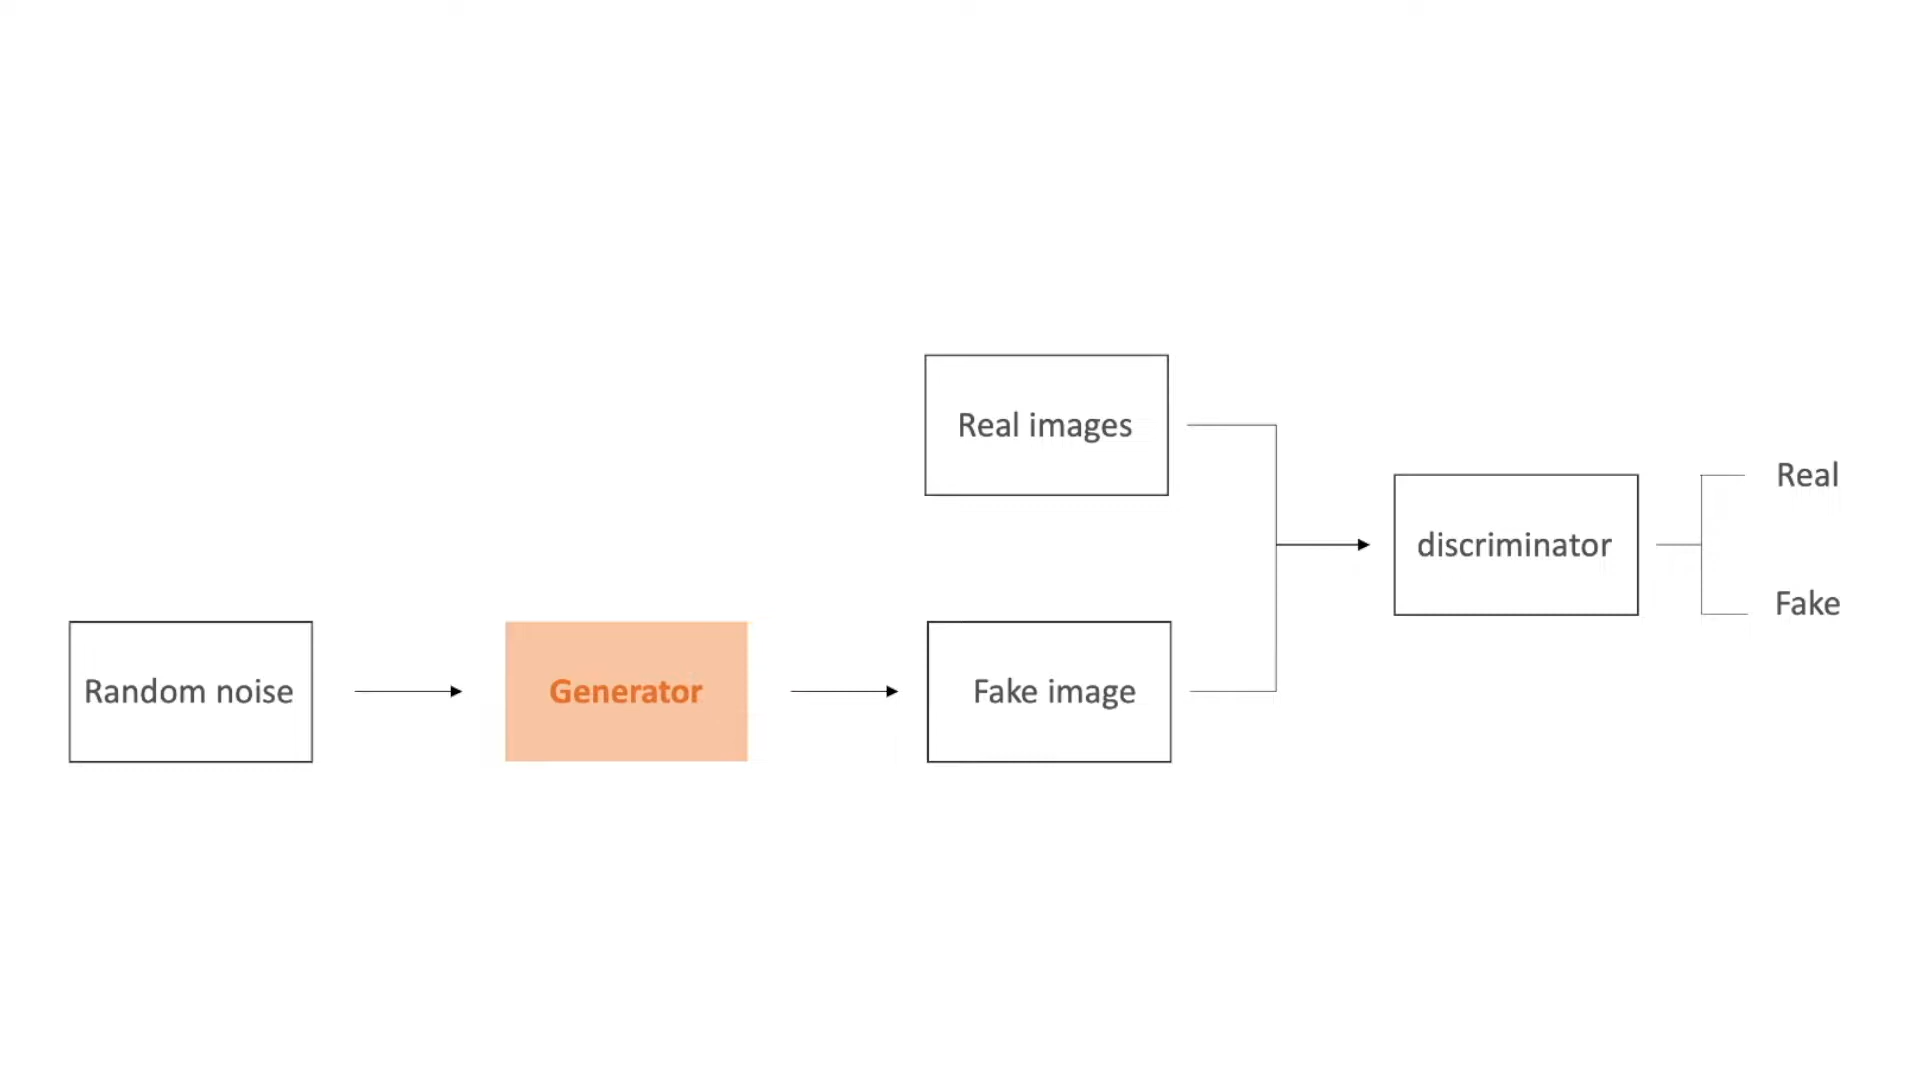 Real images
Real
discriminator
Fake
Random noise
Generator
Fake image